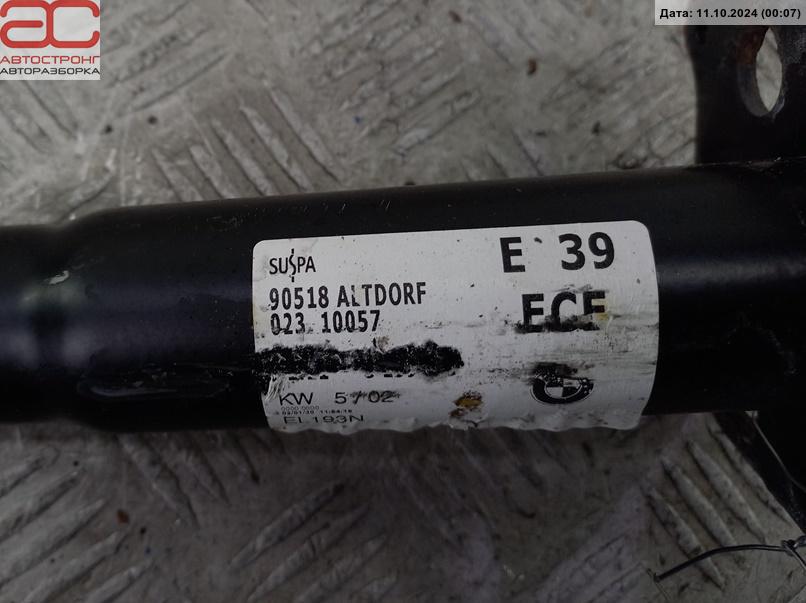 АС
АВТОСТРОНГ
АВТОРАЗБОРКА
Дата: 11.10.2024 (00:07)
SUSPA
E 39
90518 ALTDORF
ECE
023 10057
KW 5/02
EL193N